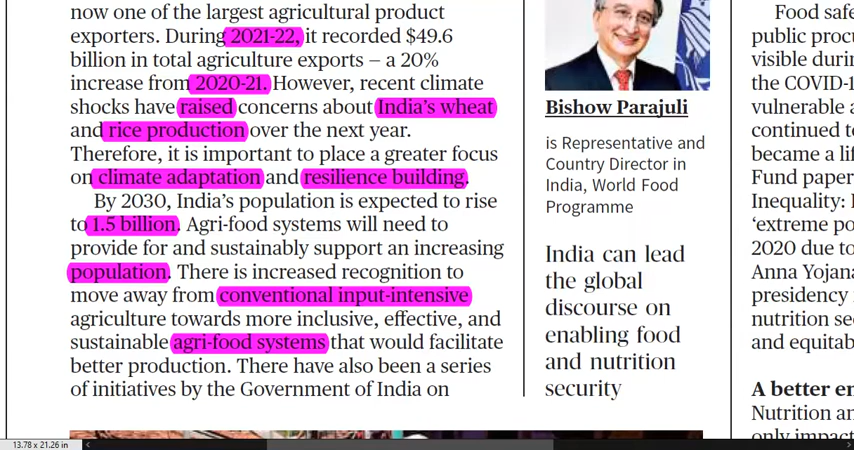 now one of the largest agricultural product
exporters. During 2021-22, it recorded $49.6
billion in total agriculture exports – a 20%
increase from 2020-21. However, recent climate
shocks have raised concerns about India's wheat
and rice production over the next year.
Therefore, it is important to place a greater focus
on climate adaptation and resilience building.
By 2030, India's population is expected to rise
to 1.5 billion. Agri-food systems will need to
provide for and sustainably support an increasing
population. There is increased recognition to
move away from conventional input-intensive
agriculture towards more inclusive, effective, and
sustainable agri-food systems that would facilitate
better production. There have also been a series
of initiatives by the Government of India on
Bishow Parajuli
is Representative and
Country Director in
India, World Food
Programme
India can lead
the global
discourse on
enabling food
and nutrition
security
Food safe
public procu
visible durin
the COVID-1
vulnerable a
continued to
became a lif
Fund paper
Inequality: I
'extreme po
2020 due to
Anna Yojana
presidency
nutrition sec
and equitab
A better en
Nutrition an
only impact
13.78 x 21.26 in